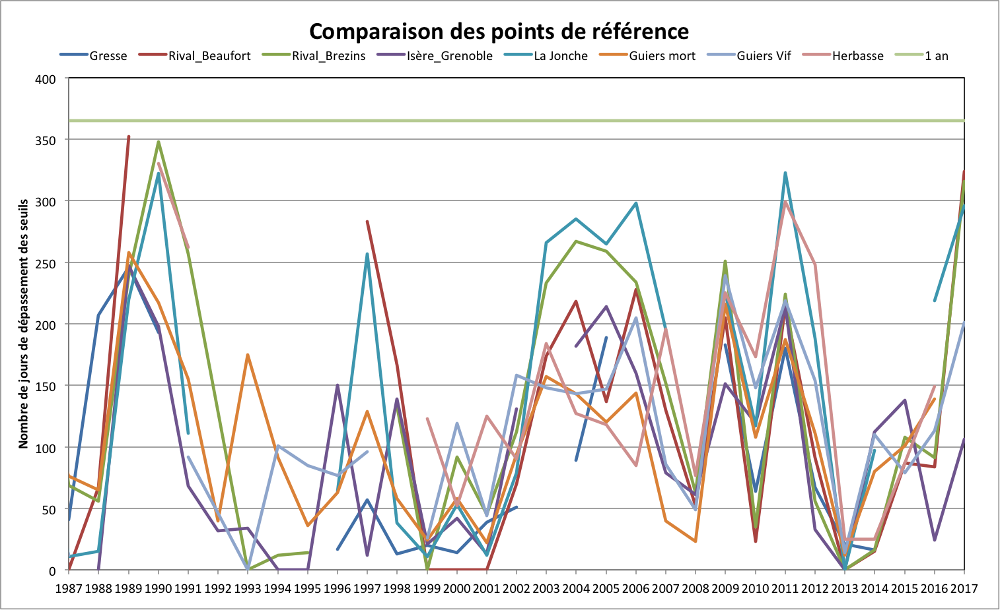 Comparaison des points de référence
Gresse Rival_Beaufort Rival_Brezins Isère_Grenoble La Jonche Guiers mort Guiers Vif Herbasse 1 an
Nombre de jours de dépassement des seuils
400
350
300
250
200
150
100
50
0
1987 1988 1989 1990 1991 1992 1993 1994 1995 1996 1997 1998 1999 2000 2001 2002 2003 2004 2005 2006 2007 2008 2009 2010 2011 2012 2013 2014 2015 2016 2017